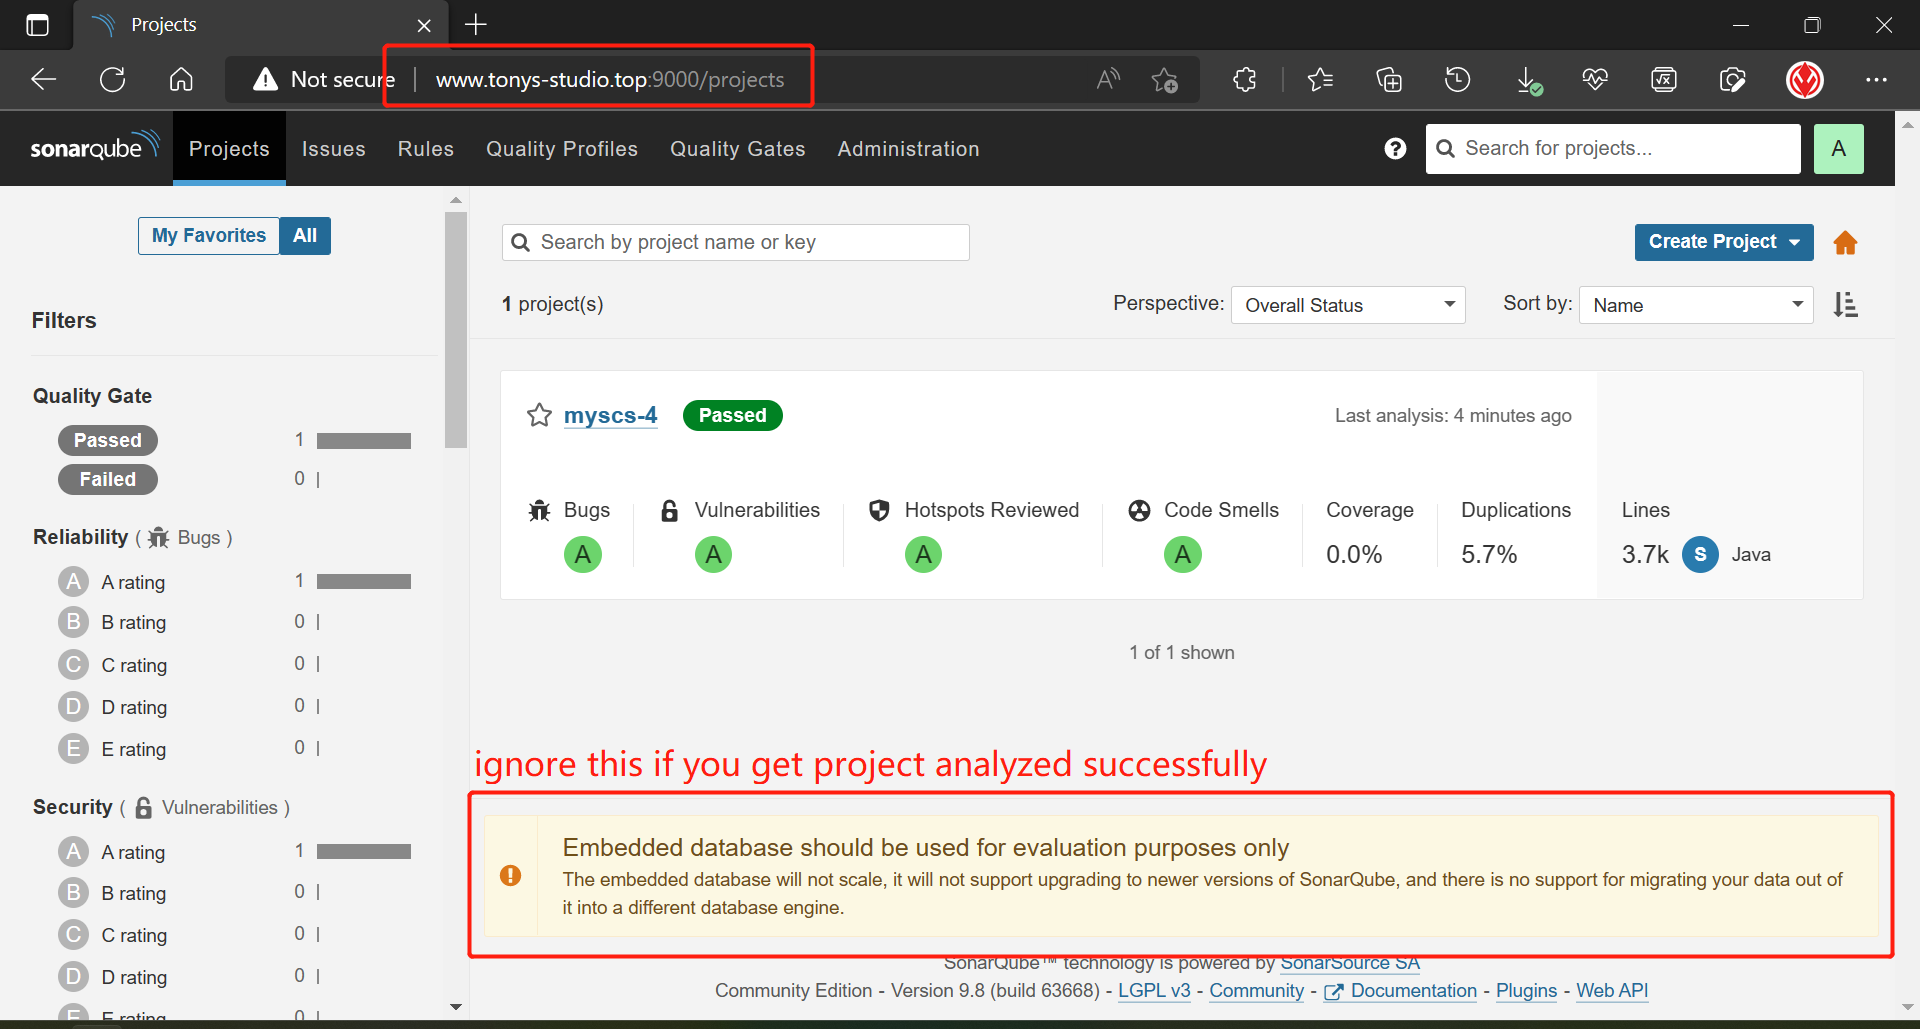 Projects
Not secure www.tonys-studio.top:9000/projects
sonarqube Projects Issues Rules Quality Profiles Quality Gates Administration ? Search for projects... A
My Favorites All
Search by project name or key
Create Project
1 project(s)
Perspective: Overall Status Sort by: Name
Filters
Quality Gate
Passed 1
Failed 0
Reliability ( Bugs )
A A rating 1
B B rating 0
C C rating 0
D D rating 0
E E rating 0
Security ( Vulnerabilities )
A A rating 1
B B rating 0
C C rating 0
D D rating 0
E E rating 0
myscs-4 Passed Last analysis: 4 minutes ago
Bugs Vulnerabilities Hotspots Reviewed Code Smells Coverage Duplications Lines
A A A A 0.0% 5.7% 3.7k S Java
1 of 1 shown
ignore this if you get project analyzed successfully
Embedded database should be used for evaluation purposes only
The embedded database will not scale, it will not support upgrading to newer versions of SonarQube, and there is no support for migrating your data out of
it into a different database engine.
SonarQube™ technology is powered by SonarSource SA
Community Edition - Version 9.8 (build 63668) - LGPL v3 - Community - Documentation - Plugins - Web API